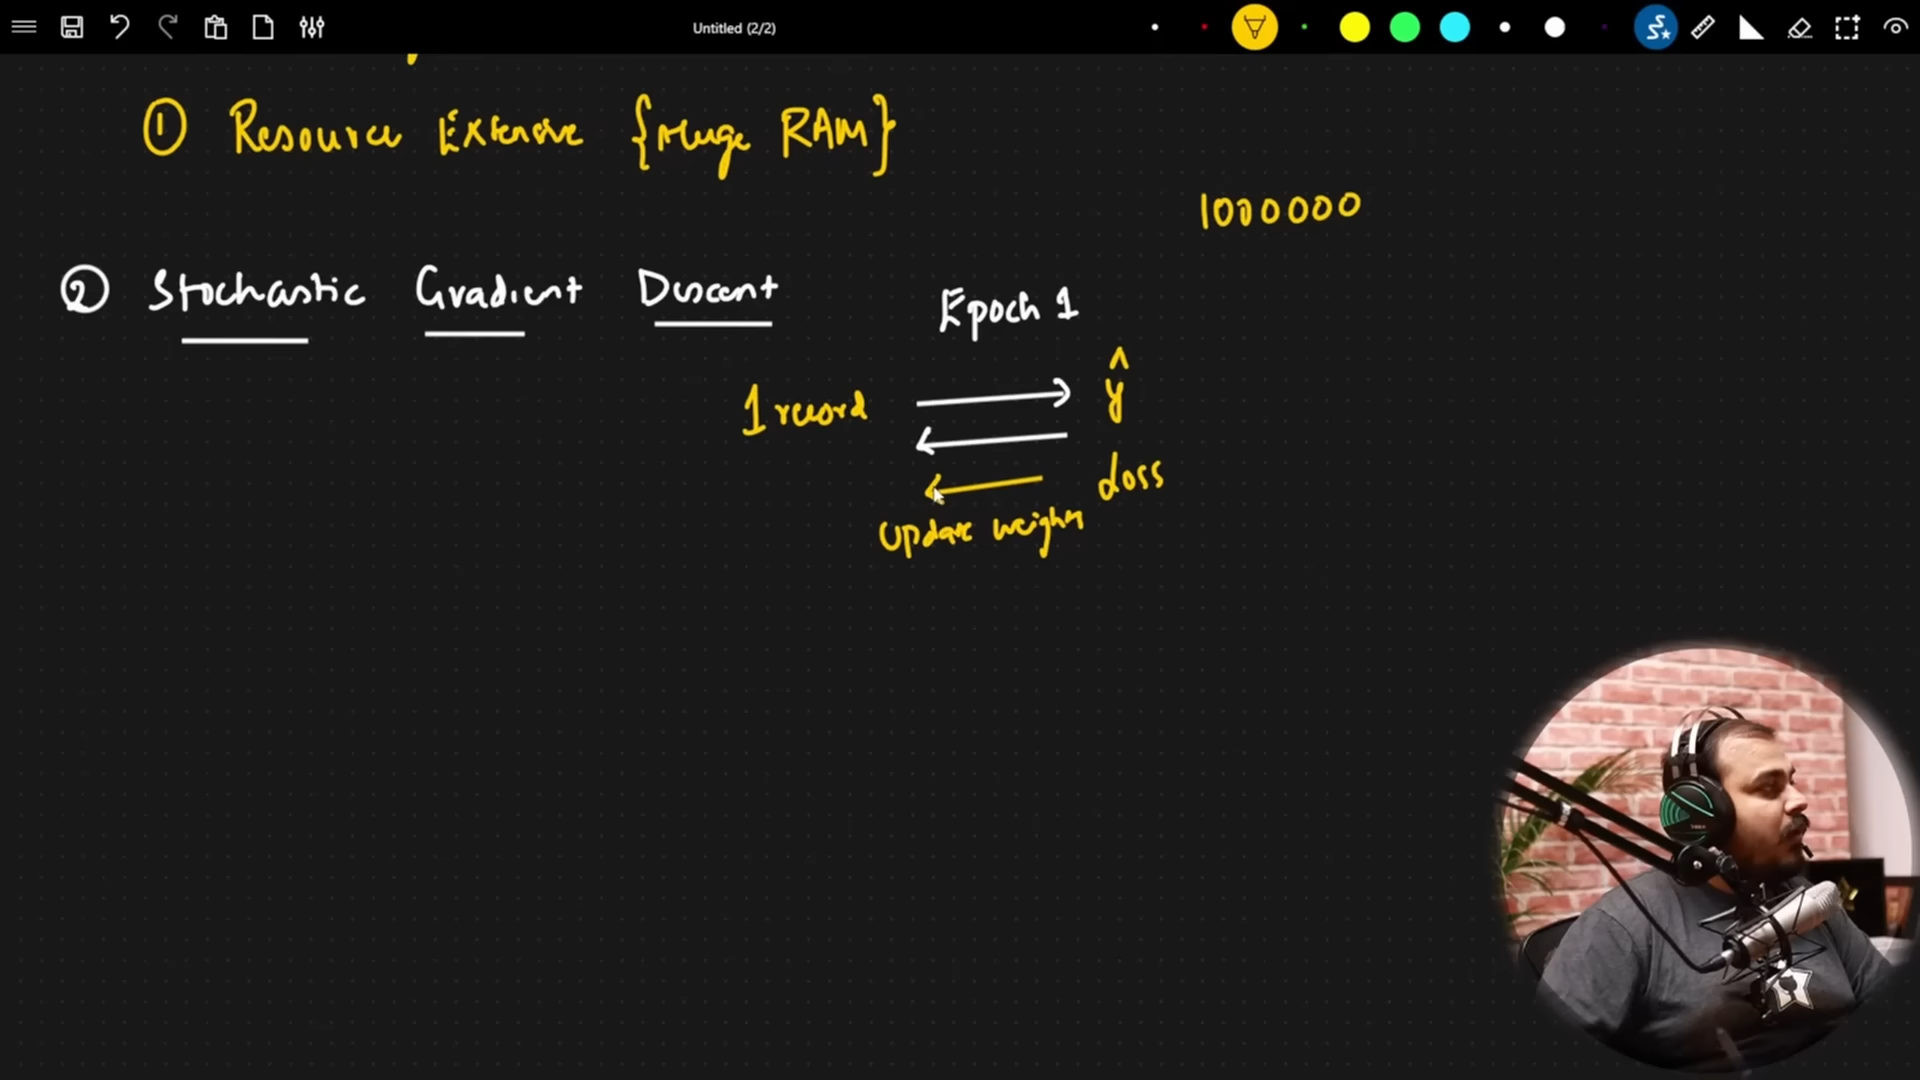 Untitled (2/2)
① Resource Extensive {Huge RAM}
1000000
② Stochastic Gradient Descent
Epoch 1
1 record
ŷ
Loss
Update weights